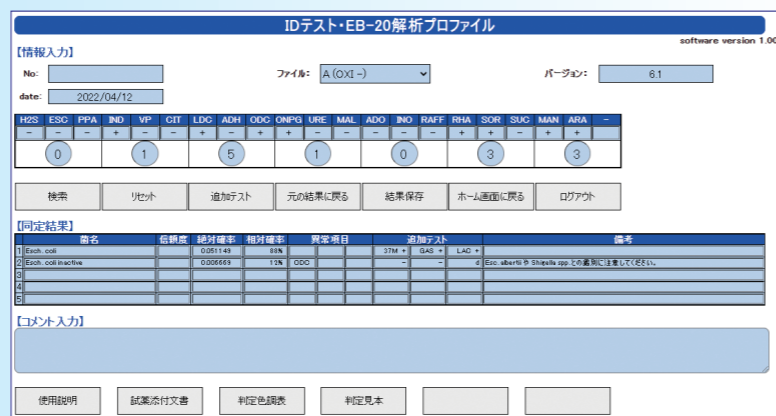 IDテスト・EB-20解析プロファイル
software version 1.00
【情報入力】
No: ファイル: A (OXI -) バージョン: 6.1
date: 2022/04/12
H2S ESC PPA IND VP CIT LDC ADH ODC ONPG URE MAL ADO INO RAFF RHA SOR SUC MAN ARA -
- - - + - - + - + + - - - - - + + - + +
0 1 5 1 0 3 3
検索 リセット 追加テスト 元の結果に戻る 結果保存 ホーム画面に戻る ログアウト
【同定結果】
菌名 信頼度 絶対確率 相対確率 異常項目 追加テスト 備考
1 Esch. coli 0.051149 88% 37M + GAS + LAC +
2 Esch. coli inactive 0.006669 12% ODC - - d Esc. albertii や Shigella spp.との鑑別に注意してください。
3
4
5
【コメント入力】
使用説明 試薬添付文書 判定色調表 判定見本